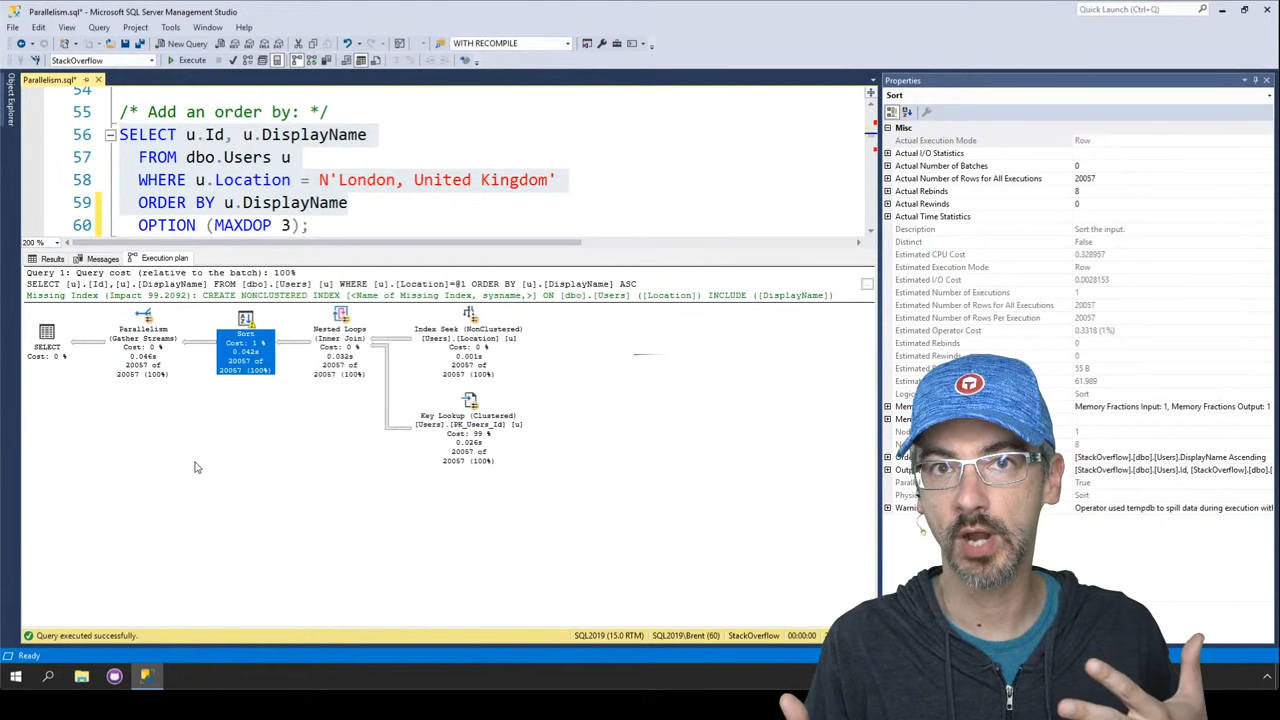 Parallelism.sql* - Microsoft SQL Server Management Studio
Quick Launch (Ctrl+Q)
File Edit View Query Project Tools Window Help
New Query WITH RECOMPILE
StackOverflow Execute
Object Explorer
Parallelism.sql*
54
55 /* Add an order by: */
56 SELECT u.Id, u.DisplayName
57 FROM dbo.Users u
58 WHERE u.Location = N'London, United Kingdom'
59 ORDER BY u.DisplayName
60 OPTION (MAXDOP 3);
200 %
Results Messages Execution plan
Query 1: Query cost (relative to the batch): 100%
SELECT [u].[Id],[u].[DisplayName] FROM [dbo].[Users] [u] WHERE [u].[Location]=@1 ORDER BY [u].[DisplayName] ASC
Missing Index (Impact 99.2092): CREATE NONCLUSTERED INDEX [<Name of Missing Index, sysname,>] ON [dbo].[Users] ([Location]) INCLUDE ([DisplayName])
SELECT
Cost: 0 %
Parallelism
(Gather Streams)
Cost: 0 %
0.046s
20057 of
20057 (100%)
Sort
Cost: 1 %
0.042s
20057 of
20057 (100%)
Nested Loops
(Inner Join)
Cost: 0 %
0.032s
20057 of
20057 (100%)
Index Seek (NonClustered)
[Users].[Location] [u]
Cost: 0 %
0.001s
20057 of
20057 (100%)
Key Lookup (Clustered)
[Users].[PK_Users_Id] [u]
Cost: 99 %
0.026s
20057 of
20057 (100%)
Query executed successfully.
SQL2019 (15.0 RTM) SQL2019\Brent (60) StackOverflow 00:00:00
Ready
Properties
Sort
Misc
Actual Execution Mode Row
Actual I/O Statistics
Actual Number of Batches 0
Actual Number of Rows for All Executions 20057
Actual Rebinds 8
Actual Rewinds 0
Actual Time Statistics
Description Sort the input.
Distinct False
Estimated CPU Cost 0.328957
Estimated Execution Mode Row
Estimated I/O Cost 0.0028153
Estimated Number of Executions 1
Estimated Number of Rows for All Executions 20057
Estimated Number of Rows Per Execution 20057
Estimated Operator Cost 0.3318 (1%)
Estimated Rebinds 0
Estimated Rewinds 0
55 B
61.989
Logic Sort
Memory Fractions Input: 1, Memory Fractions Output: 1
1
8
[StackOverflow].[dbo].[Users].DisplayName Ascending
[StackOverflow].[dbo].[Users].Id, [StackOverflow].[dbo].[
True
Sort
Operator used tempdb to spill data during execution with